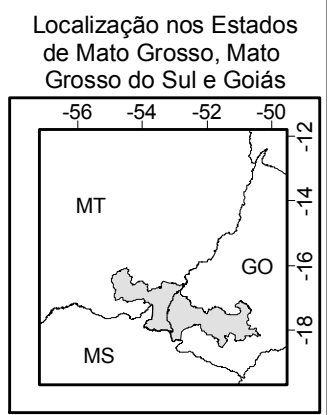 Localização nos Estados
de Mato Grosso, Mato
Grosso do Sul e Goiás
-56 -54 -52 -50
-12
-14
MT
GO
-16
-18
MS